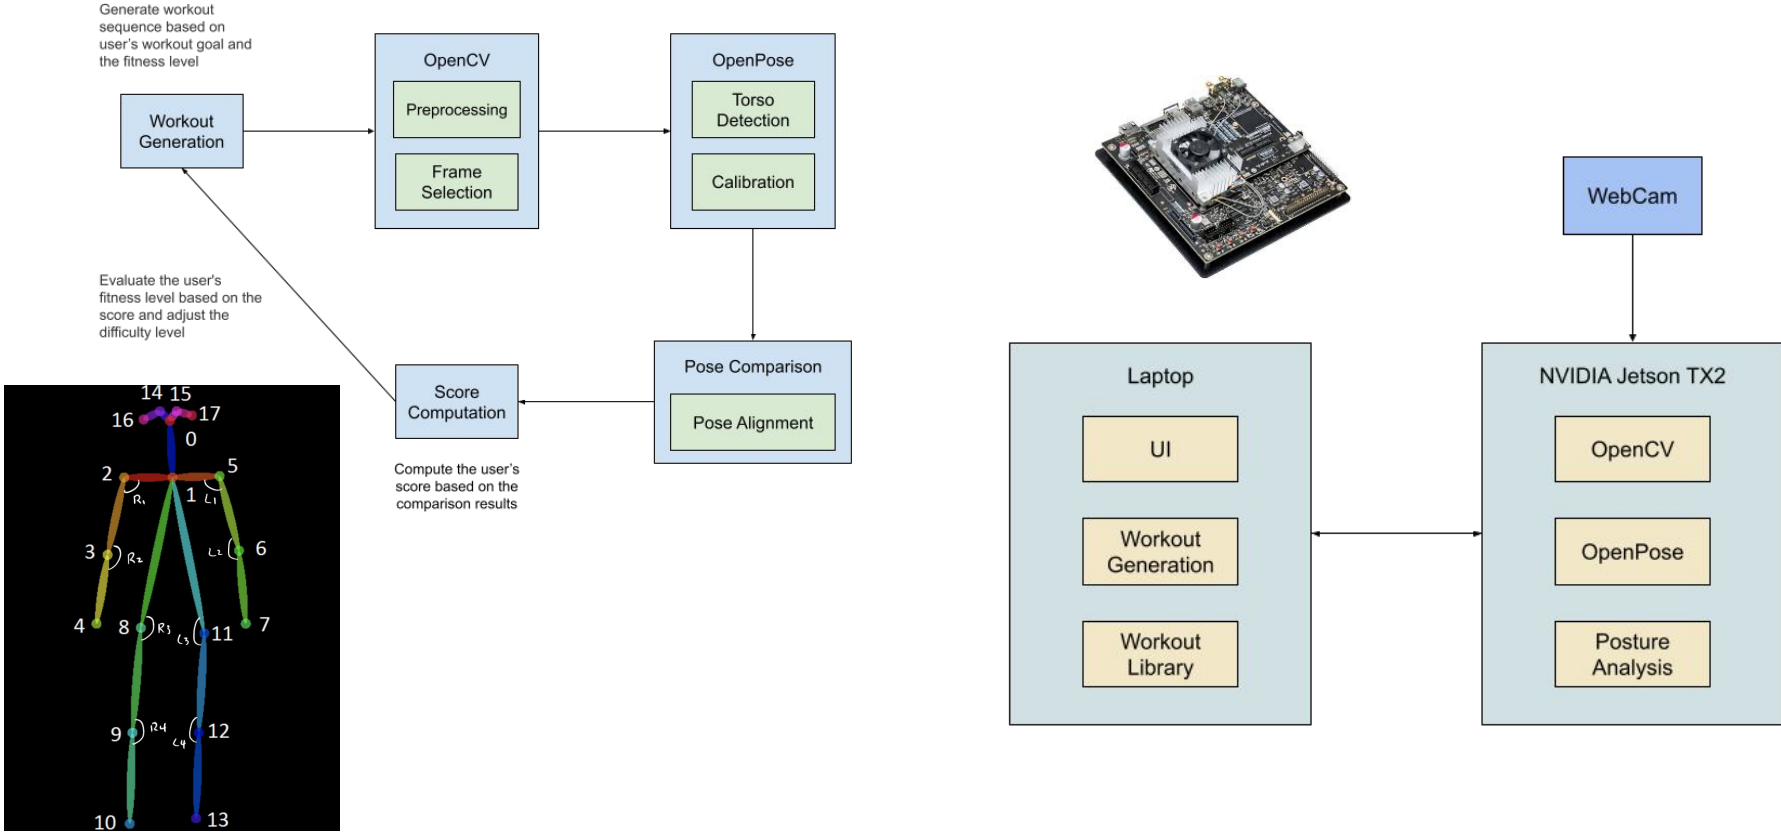 Generate workout
sequence based on
user's workout goal and
the fitness level
Workout
Generation
OpenCV
Preprocessing
Frame
Selection
OpenPose
Torso
Detection
Calibration
Evaluate the user's
fitness level based on the
score and adjust the
difficulty level
Score
Computation
Compute the user's
score based on the
comparison results
Pose Comparison
Pose Alignment
14 15
16 17
0
2 5
1
R1 L1
3 6
R2 L2
4 7
8 11
R3 L3
9 12
R4 L4
10 13
WebCam
Laptop
UI
Workout
Generation
Workout
Library
NVIDIA Jetson TX2
OpenCV
OpenPose
Posture
Analysis